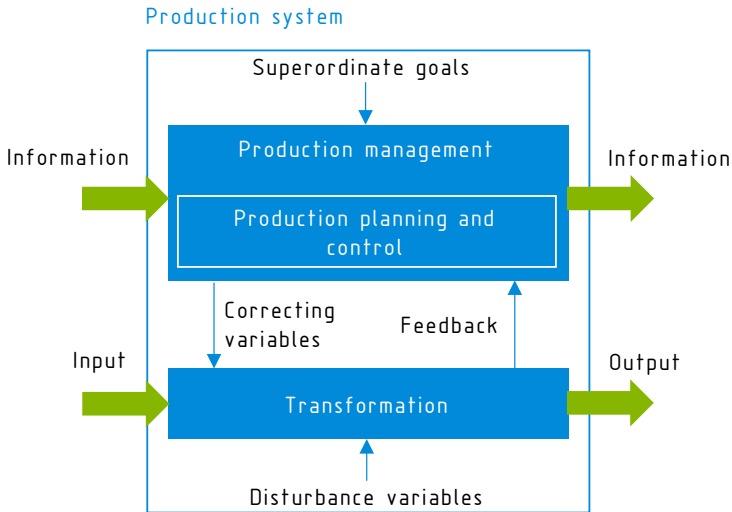 Production system
Superordinate goals
Production management
Information
Information
Production planning and
control
Correcting
variables
Feedback
Input
Output
Transformation
Disturbance variables